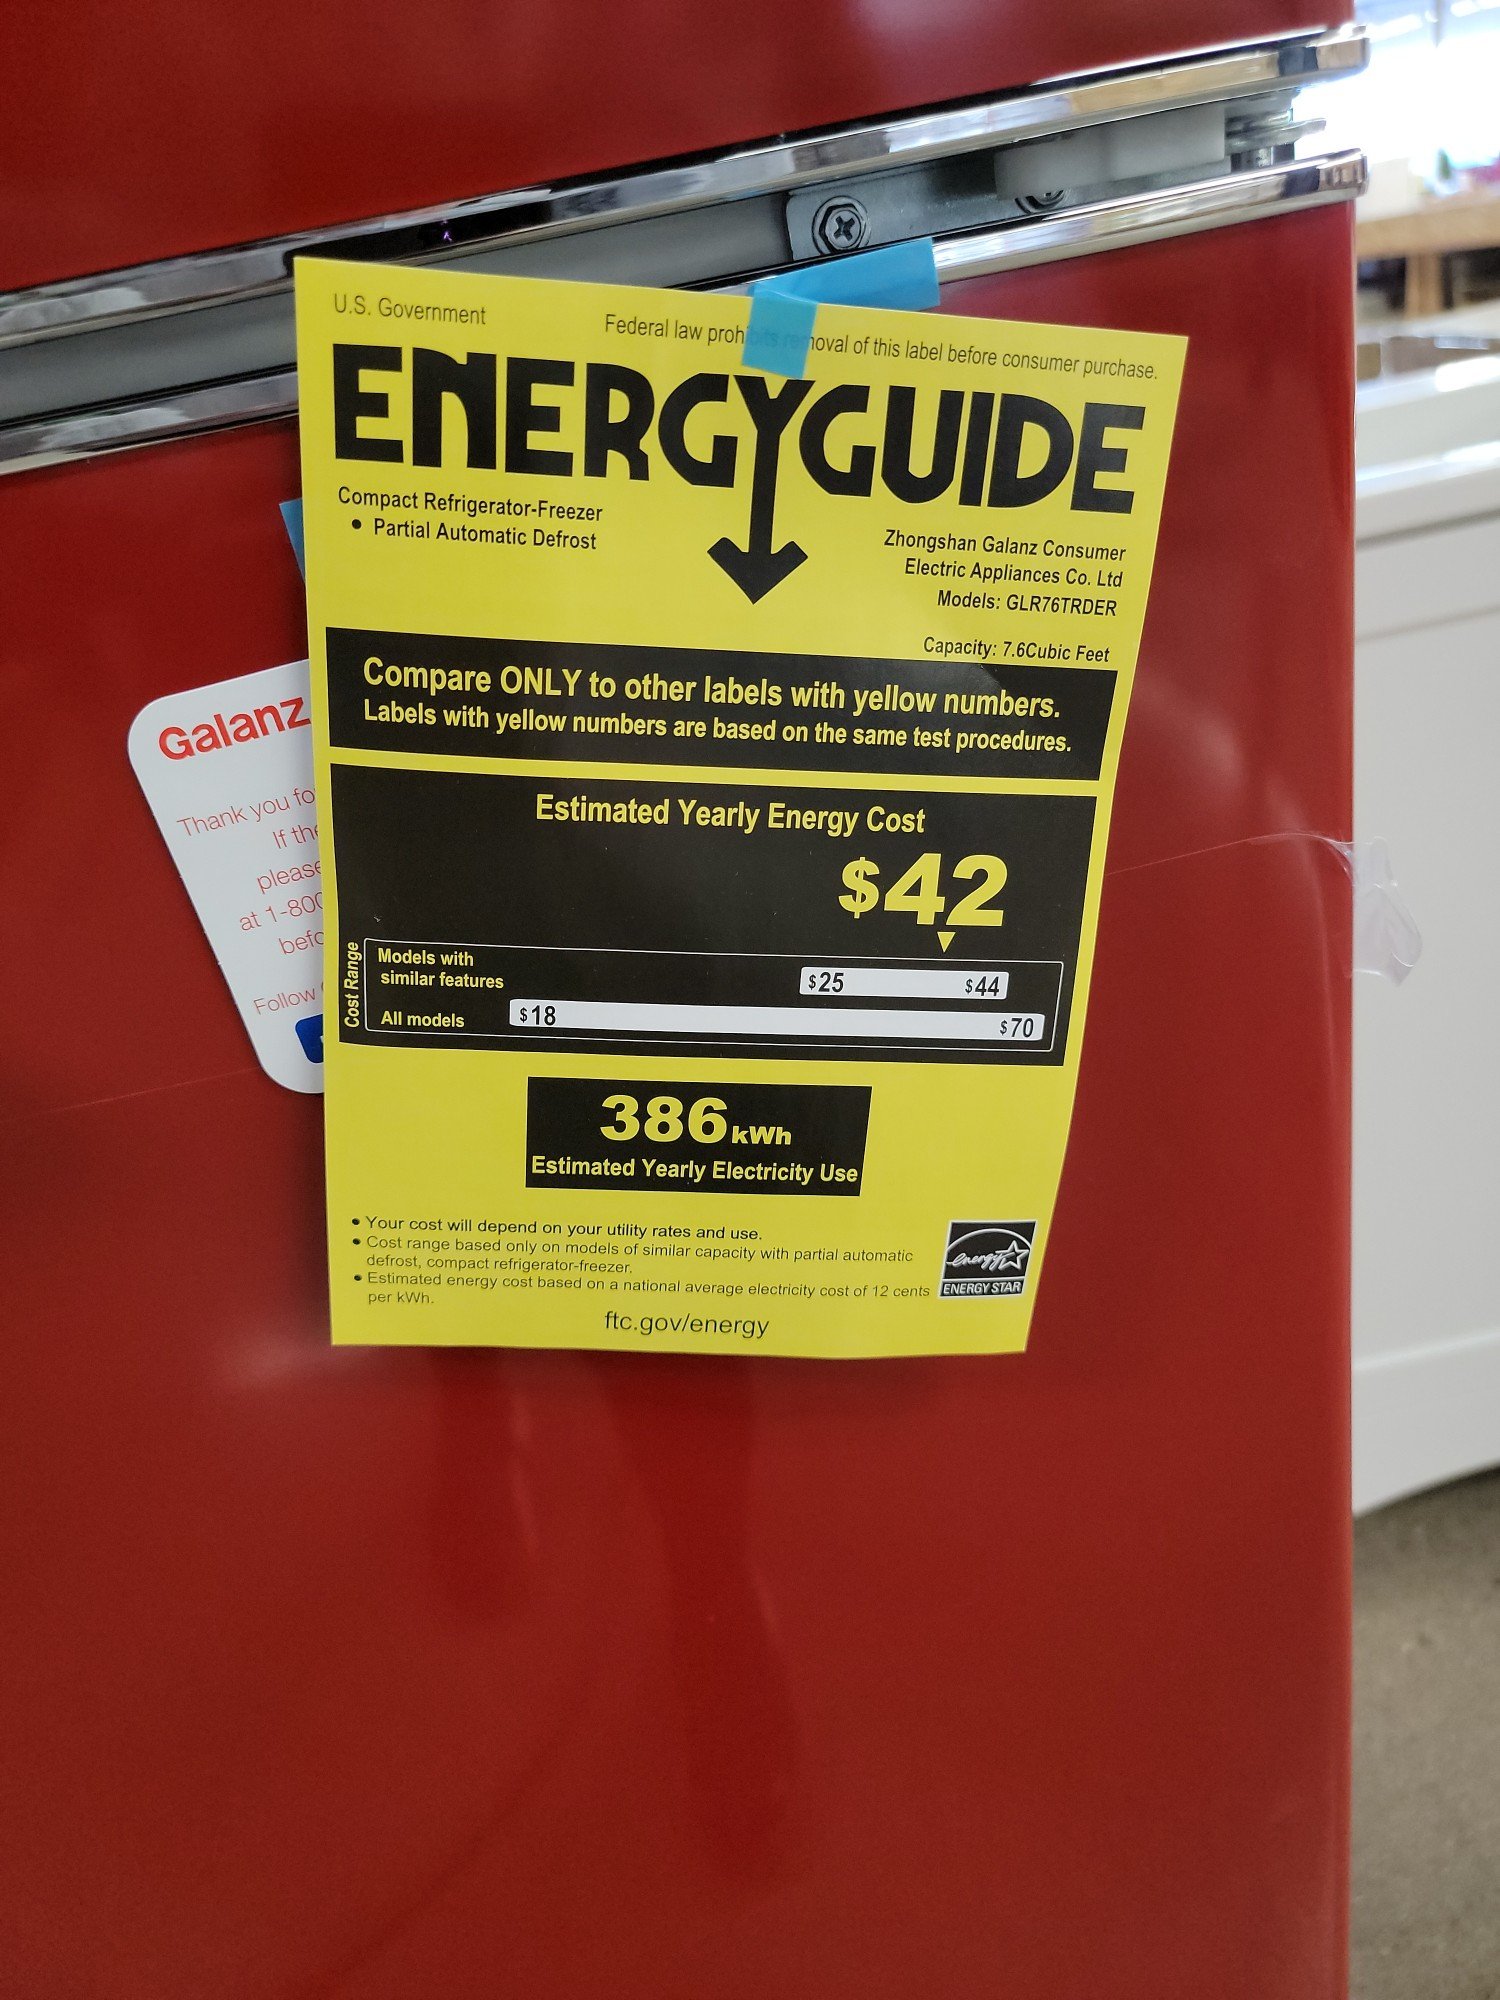 U.S. Government
Federal law prohibits removal of this label before consumer purchase.
ENERGYGUIDE
Compact Refrigerator-Freezer
• Partial Automatic Defrost
Zhongshan Galanz Consumer
Electric Appliances Co. Ltd
Models: GLR76TRDER
Capacity: 7.6Cubic Feet
Compare ONLY to other labels with yellow numbers.
Labels with yellow numbers are based on the same test procedures.
Estimated Yearly Energy Cost
$42
Cost Range
Models with
similar features
$25 $44
All models
$18 $70
386 kWh
Estimated Yearly Electricity Use
• Your cost will depend on your utility rates and use.
• Cost range based only on models of similar capacity with partial automatic
defrost, compact refrigerator-freezer.
• Estimated energy cost based on a national average electricity cost of 12 cents
per kWh.
ftc.gov/energy
energy
ENERGY STAR
Galanz
Thank you fo
If the
please
at 1-800
befo
Follow